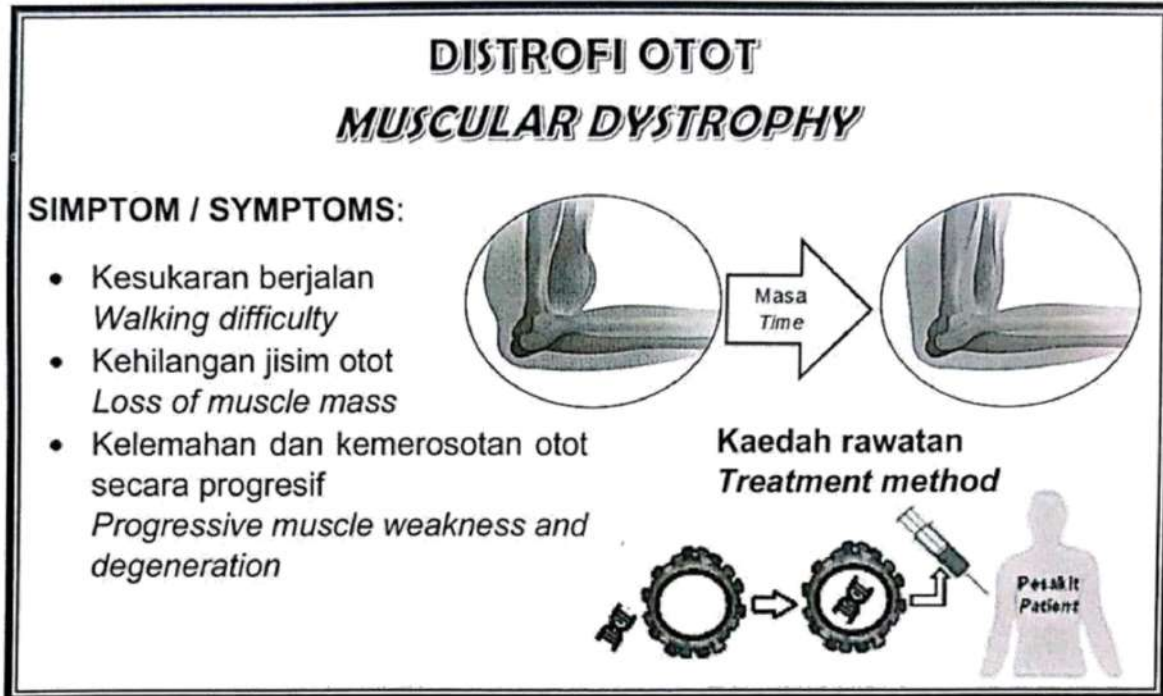 DISTROFI OTOT
MUSCULAR DYSTROPHY
SIMPTOM / SYMPTOMS:
• Kesukaran berjalan
Walking difficulty
• Kehilangan jisim otot
Loss of muscle mass
• Kelemahan dan kemerosotan otot
secara progresif
Progressive muscle weakness and
degeneration
Masa
Time
Kaedah rawatan
Treatment method
Pesakit
Patient